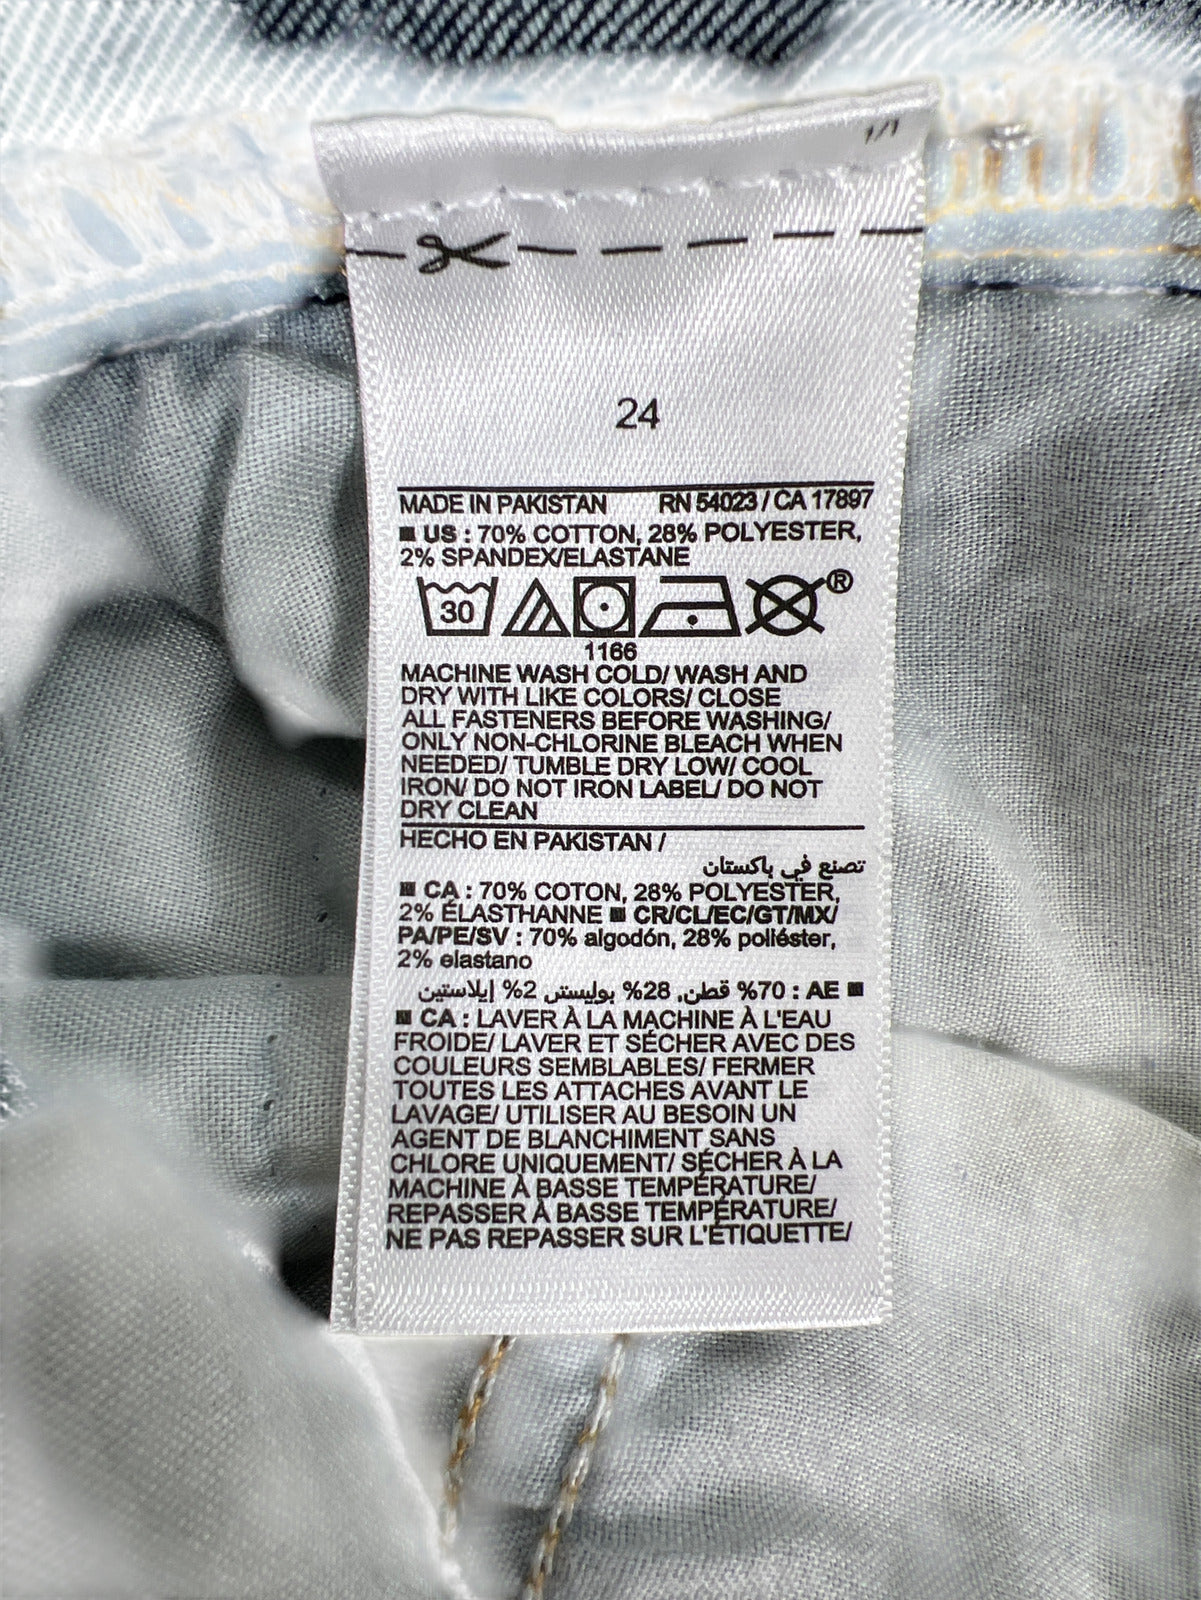 1/1
24
MADE IN PAKISTAN RN 54023 / CA 17897
■ US : 70% COTTON, 28% POLYESTER,
2% SPANDEX/ELASTANE
30 ®
1166
MACHINE WASH COLD/ WASH AND
DRY WITH LIKE COLORS/ CLOSE
ALL FASTENERS BEFORE WASHING/
ONLY NON-CHLORINE BLEACH WHEN
NEEDED/ TUMBLE DRY LOW/ COOL
IRON/ DO NOT IRON LABEL/ DO NOT
DRY CLEAN
HECHO EN PAKISTAN /
تصنع في باكستان
■ CA : 70% COTON, 28% POLYESTER,
2% ÉLASTHANNE ■ CR/CL/EC/GT/MX/
PA/PE/SV : 70% algodón, 28% poliéster,
2% elastano
■ AE : 70% قطن, 28% بوليستر, 2% إيلاستين
■ CA : LAVER À LA MACHINE À L'EAU
FROIDE/ LAVER ET SÉCHER AVEC DES
COULEURS SEMBLABLES/ FERMER
TOUTES LES ATTACHES AVANT LE
LAVAGE/ UTILISER AU BESOIN UN
AGENT DE BLANCHIMENT SANS
CHLORE UNIQUEMENT/ SÉCHER À LA
MACHINE À BASSE TEMPÉRATURE/
REPASSER À BASSE TEMPÉRATURE/
NE PAS REPASSER SUR L'ÉTIQUETTE/